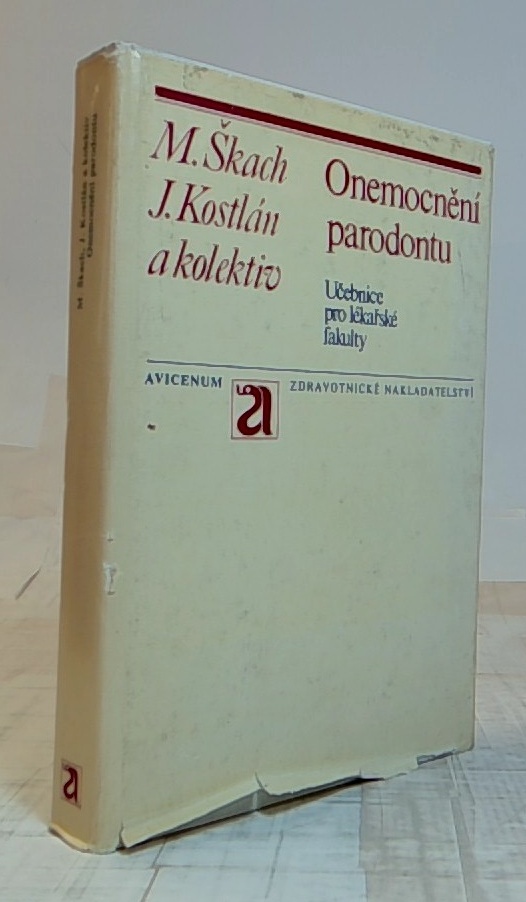 M. Škach
J. Kostlán
a kolektiv
Onemocnění
parodontu
Učebnice
pro lékařské
fakulty
AVICENUM
ZDRAVOTNICKÉ NAKLADATELSTVÍ
M. Škach, J. Kostlán a kolektiv
Onemocnění parodontu